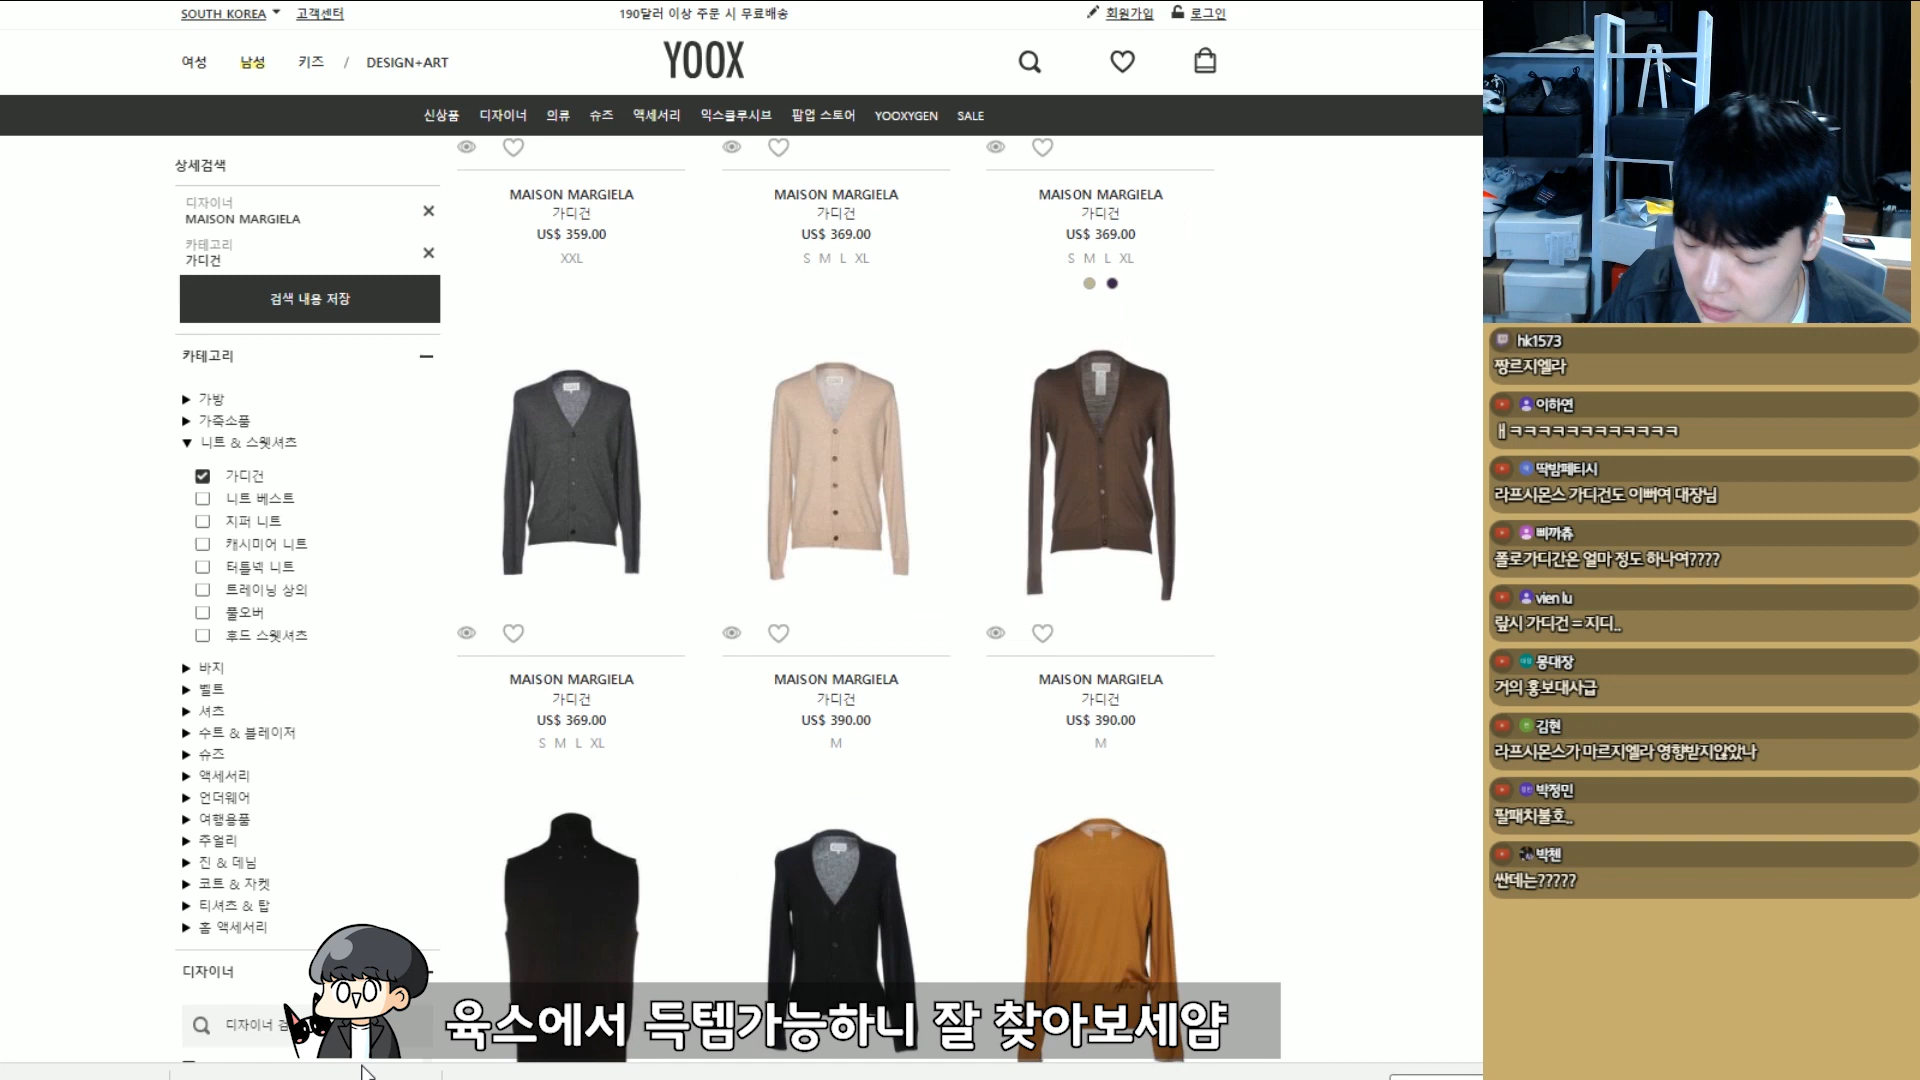 SOUTH KOREA
고객센터
190달러 이상 주문 시 무료배송
회원가입
로그인
여성
남성
키즈
/
DESIGN+ART
YOOX
신상품
디자이너
의류
슈즈
액세서리
익스클루시브
팝업 스토어
YOOXYGEN
SALE
상세검색
디자이너
MAISON MARGIELA
카테고리
가디건
검색 내용 저장
카테고리
가방
가죽소품
니트 & 스웻셔츠
가디건
니트 베스트
지퍼 니트
캐시미어 니트
터틀넥 니트
트레이닝 상의
풀오버
후드 스웻셔츠
바지
벨트
셔츠
수트 & 블레이저
슈즈
액세서리
언더웨어
여행용품
주얼리
진 & 데님
코트 & 자켓
티셔츠 & 탑
홈 액세서리
디자이너
디자이너
MAISON MARGIELA
가디건
US$ 359.00
XXL
MAISON MARGIELA
가디건
US$ 369.00
S M L XL
MAISON MARGIELA
가디건
US$ 369.00
S M L XL
MAISON MARGIELA
가디건
US$ 369.00
S M L XL
MAISON MARGIELA
가디건
US$ 390.00
M
MAISON MARGIELA
가디건
US$ 390.00
M
육스에서 득템가능하니 잘 찾아보세얌
hk1573
짱르지엘라
이하연
ㅐㅋㅋㅋㅋㅋㅋㅋㅋㅋㅋㅋㅋ
딱밤페티시
라프시몬스 가디건도 이뻐여 대장님
삐까츄
폴로가디간은 얼마 정도 하나여????
vien lu
랖시 가디건 = 지디..
몽대장
거의 홍보대사급
김현
라프시몬스가 마르지엘라 영향받지않았나
박정민
팔패치불호..
박첸
싼데는?????